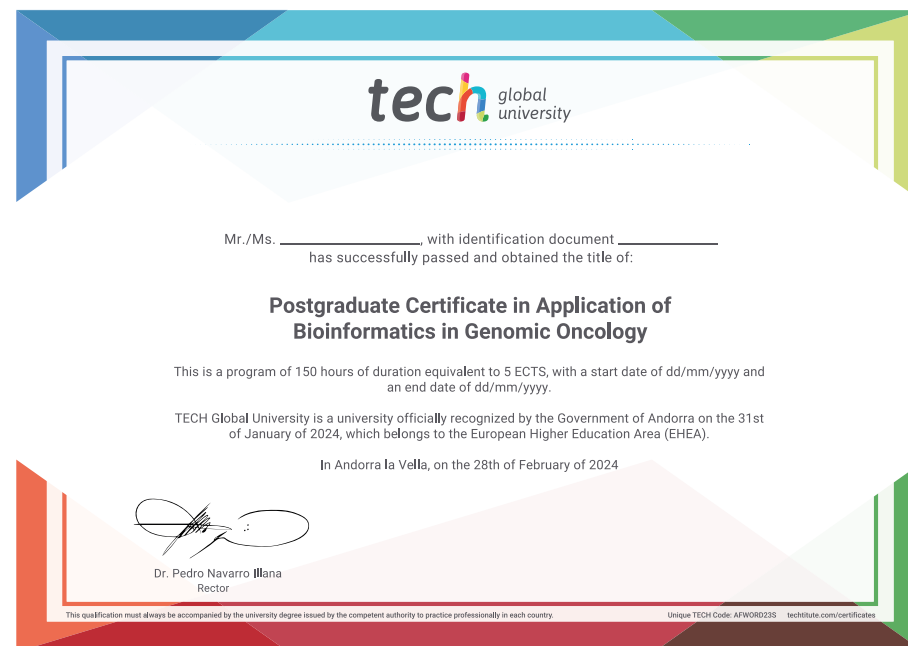 tech global
university
Mr./Ms. ____________, with identification document ____________
has successfully passed and obtained the title of:
Postgraduate Certificate in Application of
Bioinformatics in Genomic Oncology
This is a program of 150 hours of duration equivalent to 5 ECTS, with a start date of dd/mm/yyyy and
an end date of dd/mm/yyyy.
TECH Global University is a university officially recognized by the Government of Andorra on the 31st
of January of 2024, which belongs to the European Higher Education Area (EHEA).
In Andorra la Vella, on the 28th of February of 2024
Dr. Pedro Navarro Illana
Rector
This qualification must always be accompanied by the university degree issued by the competent authority to practice professionally in each country. Unique TECH Code: AFWORD23S techtitute.com/certificates